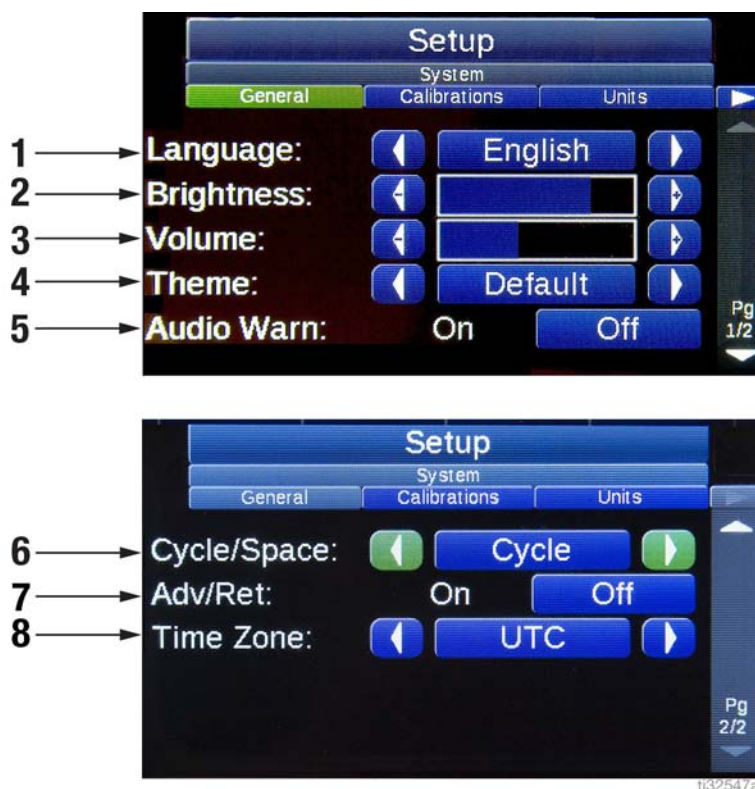 Setup
System
General Calibrations Units
1 Language: English
2 Brightness: - +
3 Volume: - +
4 Theme: Default
5 Audio Warn: On Off
Pg
1/2
Setup
System
General Calibrations Units
6 Cycle/Space: Cycle
7 Adv/Ret: On Off
8 Time Zone: UTC
Pg
2/2
ti32547a